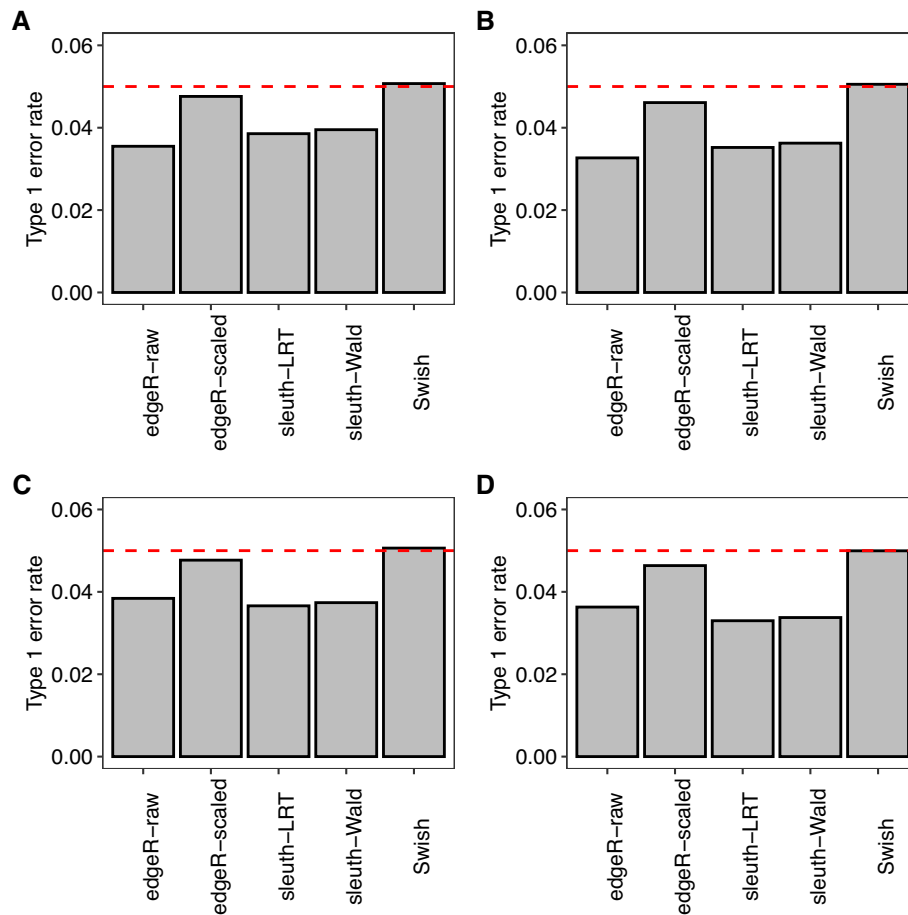 A
Type 1 error rate
0.06
0.04
0.02
0.00
edgeR−raw
edgeR−scaled
sleuth−LRT
sleuth−Wald
Swish
B
Type 1 error rate
0.06
0.04
0.02
0.00
edgeR−raw
edgeR−scaled
sleuth−LRT
sleuth−Wald
Swish
C
Type 1 error rate
0.06
0.04
0.02
0.00
edgeR−raw
edgeR−scaled
sleuth−LRT
sleuth−Wald
Swish
D
Type 1 error rate
0.06
0.04
0.02
0.00
edgeR−raw
edgeR−scaled
sleuth−LRT
sleuth−Wald
Swish